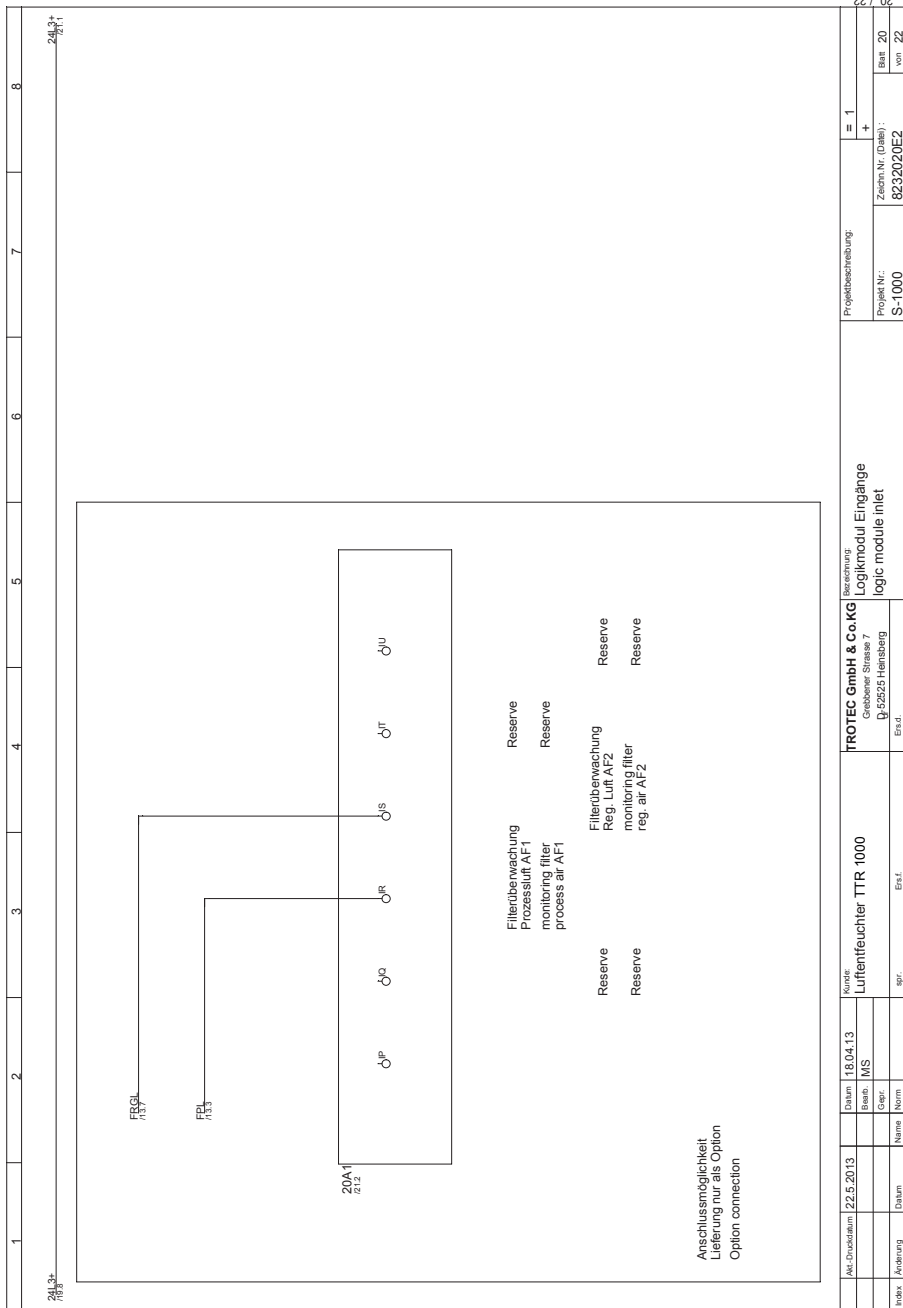 1 2 3 4 5 6 7 8
24L3+
/19.8
24L3+
/21.1
FRGL
/13.7
FPL
/13.3
20A1
/21.2
IP IQ IR IS IT IU
Filterüberwachung
Prozessluft AF1
monitoring filter
process air AF1
Reserve
Reserve
Reserve
Reserve
Filterüberwachung
Reg. Luft AF2
monitoring filter
reg. air AF2
Reserve
Reserve
Anschlussmöglichkeit
Lieferung nur als Option
Option connection
Akt.-Druckdatum 22.5.2013
Index Änderung Datum Name Norm
Datum 18.04.13
Bearb. MS
Gepr.
Kunde:
Luftentfeuchter TTR 1000
spr. Ers.f. Ers.d.
TROTEC GmbH & Co.KG
Grebbener Strasse 7
D-52525 Heinsberg
Bezeichnung:
Logikmodul Eingänge
logic module inlet
Projektbeschreibung:
= 1
+
Projekt Nr.:
S-1000
Zeichn.Nr. (Datei) :
8232020E2
Blatt 20
von 22
20 / 22